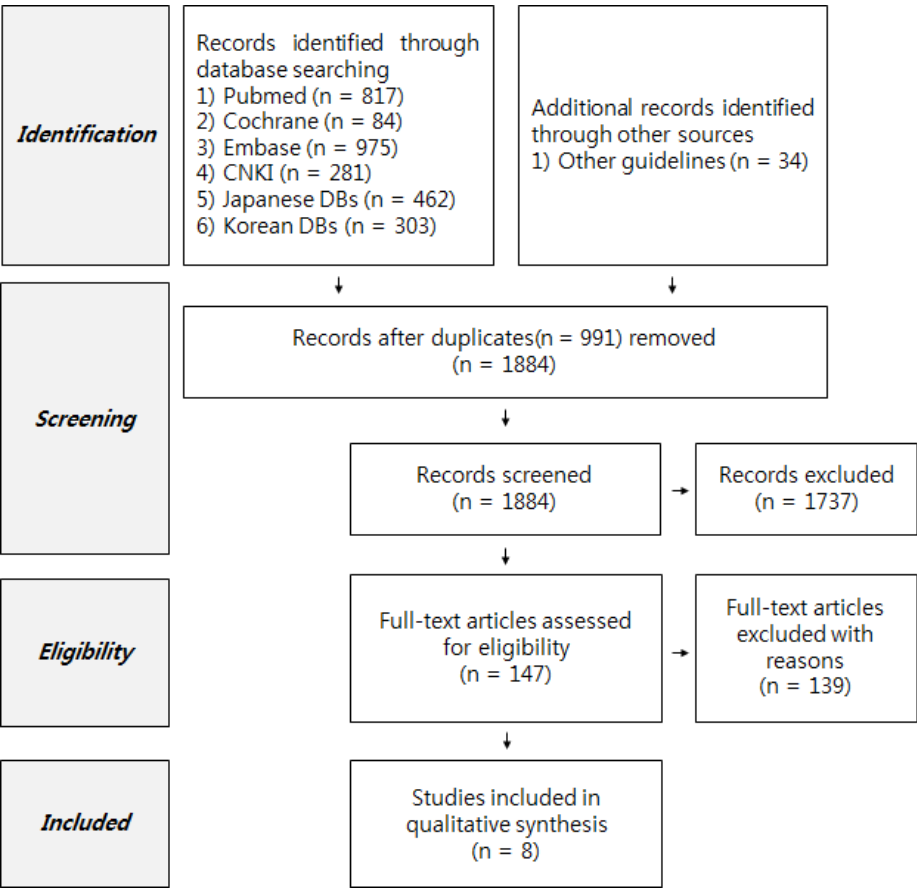 Identification
Records identified through
database searching
1) Pubmed (n = 817)
2) Cochrane (n = 84)
3) Embase (n = 975)
4) CNKI (n = 281)
5) Japanese DBs (n = 462)
6) Korean DBs (n = 303)
Additional records identified
through other sources
1) Other guidelines (n = 34)
Screening
Records after duplicates(n = 991) removed
(n = 1884)
Records screened
(n = 1884)
Records excluded
(n = 1737)
Eligibility
Full-text articles assessed
for eligibility
(n = 147)
Full-text articles
excluded with
reasons
(n = 139)
Included
Studies included in
qualitative synthesis
(n = 8)